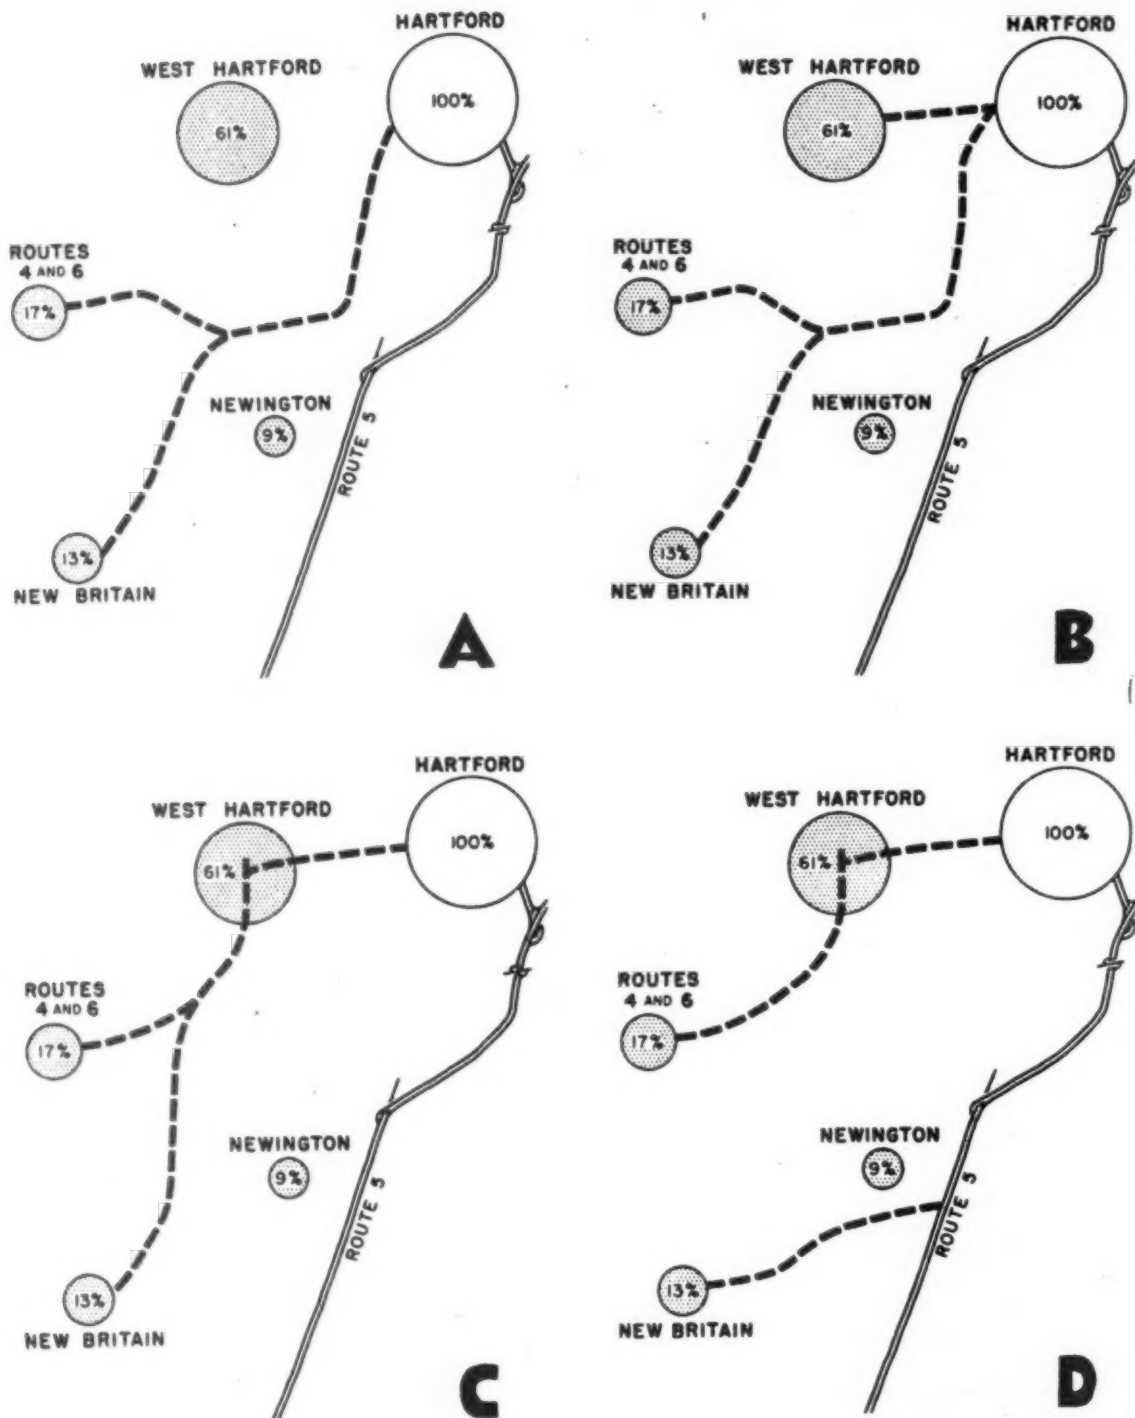 HARTFORD
WEST HARTFORD
100%
61%
ROUTES
4 AND 6
17%
NEWINGTON
9%
ROUTE 5
13%
NEW BRITAIN
A
HARTFORD
WEST HARTFORD
100%
61%
ROUTES
4 AND 6
17%
NEWINGTON
9%
ROUTE 5
13%
NEW BRITAIN
B
HARTFORD
WEST HARTFORD
100%
61%
ROUTES
4 AND 6
17%
NEWINGTON
9%
ROUTE 5
13%
NEW BRITAIN
C
HARTFORD
WEST HARTFORD
100%
61%
ROUTES
4 AND 6
17%
NEWINGTON
9%
ROUTE 5
13%
NEW BRITAIN
D